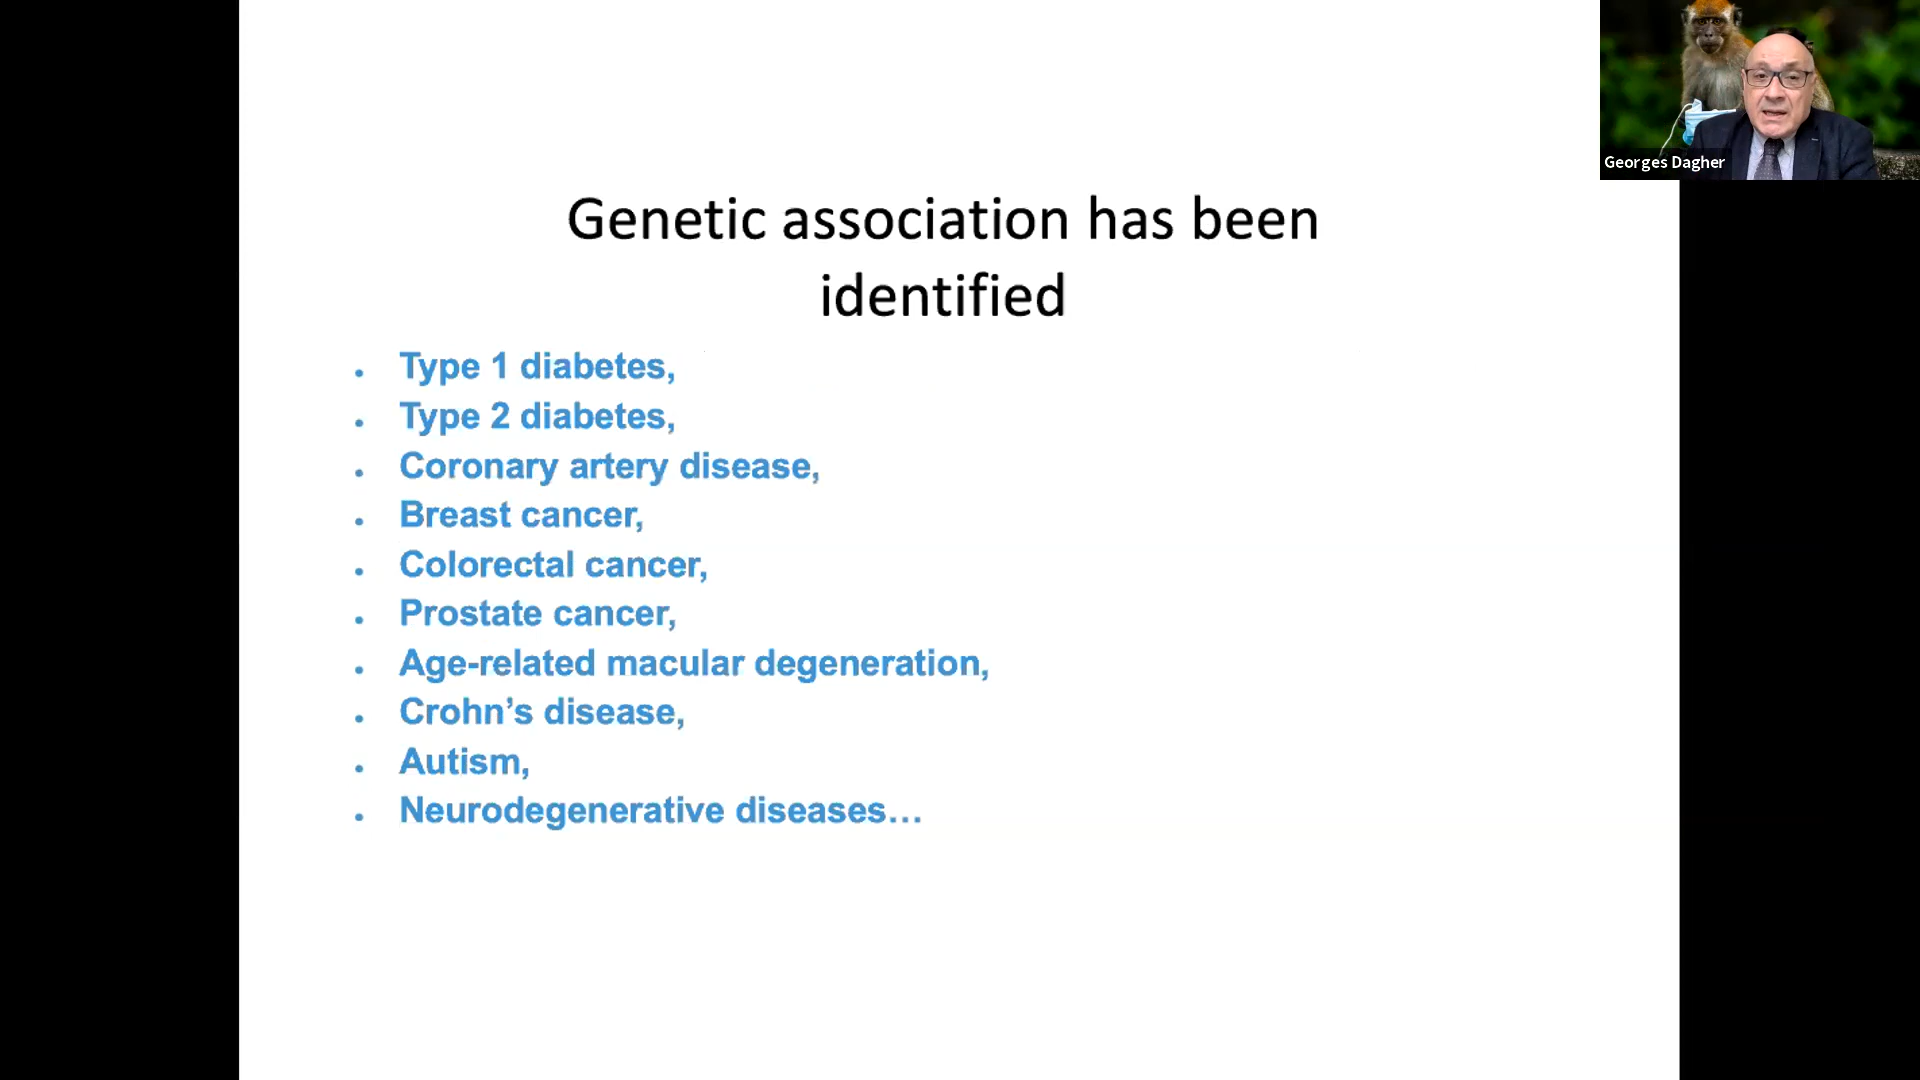 Genetic association has been
identified
• Type 1 diabetes,
• Type 2 diabetes,
• Coronary artery disease,
• Breast cancer,
• Colorectal cancer,
• Prostate cancer,
• Age-related macular degeneration,
• Crohn’s disease,
• Autism,
• Neurodegenerative diseases…
Georges Dagher